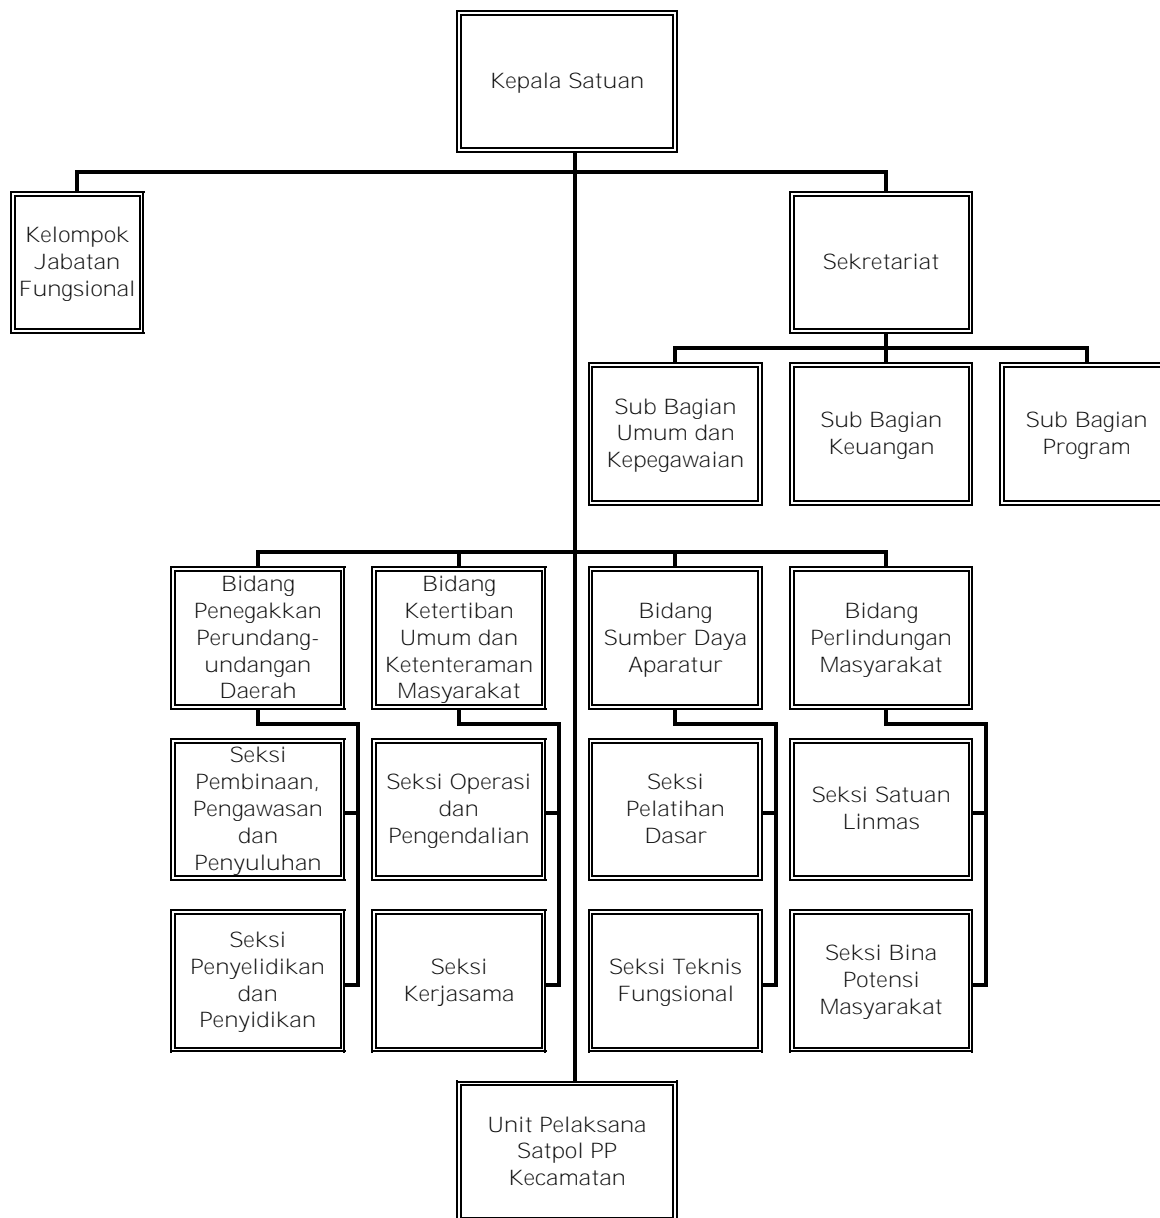 Kepala Satuan
Kelompok
Jabatan
Fungsional
Sekretariat
Sub Bagian
Umum dan
Kepegawaian
Sub Bagian
Keuangan
Sub Bagian
Program
Bidang
Penegakkan
Perundang-
undangan
Daerah
Bidang
Ketertiban
Umum dan
Ketenteraman
Masyarakat
Bidang
Sumber Daya
Aparatur
Bidang
Perlindungan
Masyarakat
Seksi
Pembinaan,
Pengawasan
dan
Penyuluhan
Seksi Operasi
dan
Pengendalian
Seksi
Pelatihan
Dasar
Seksi Satuan
Linmas
Seksi
Penyelidikan
dan
Penyidikan
Seksi
Kerjasama
Seksi Teknis
Fungsional
Seksi Bina
Potensi
Masyarakat
Unit Pelaksana
Satpol PP
Kecamatan